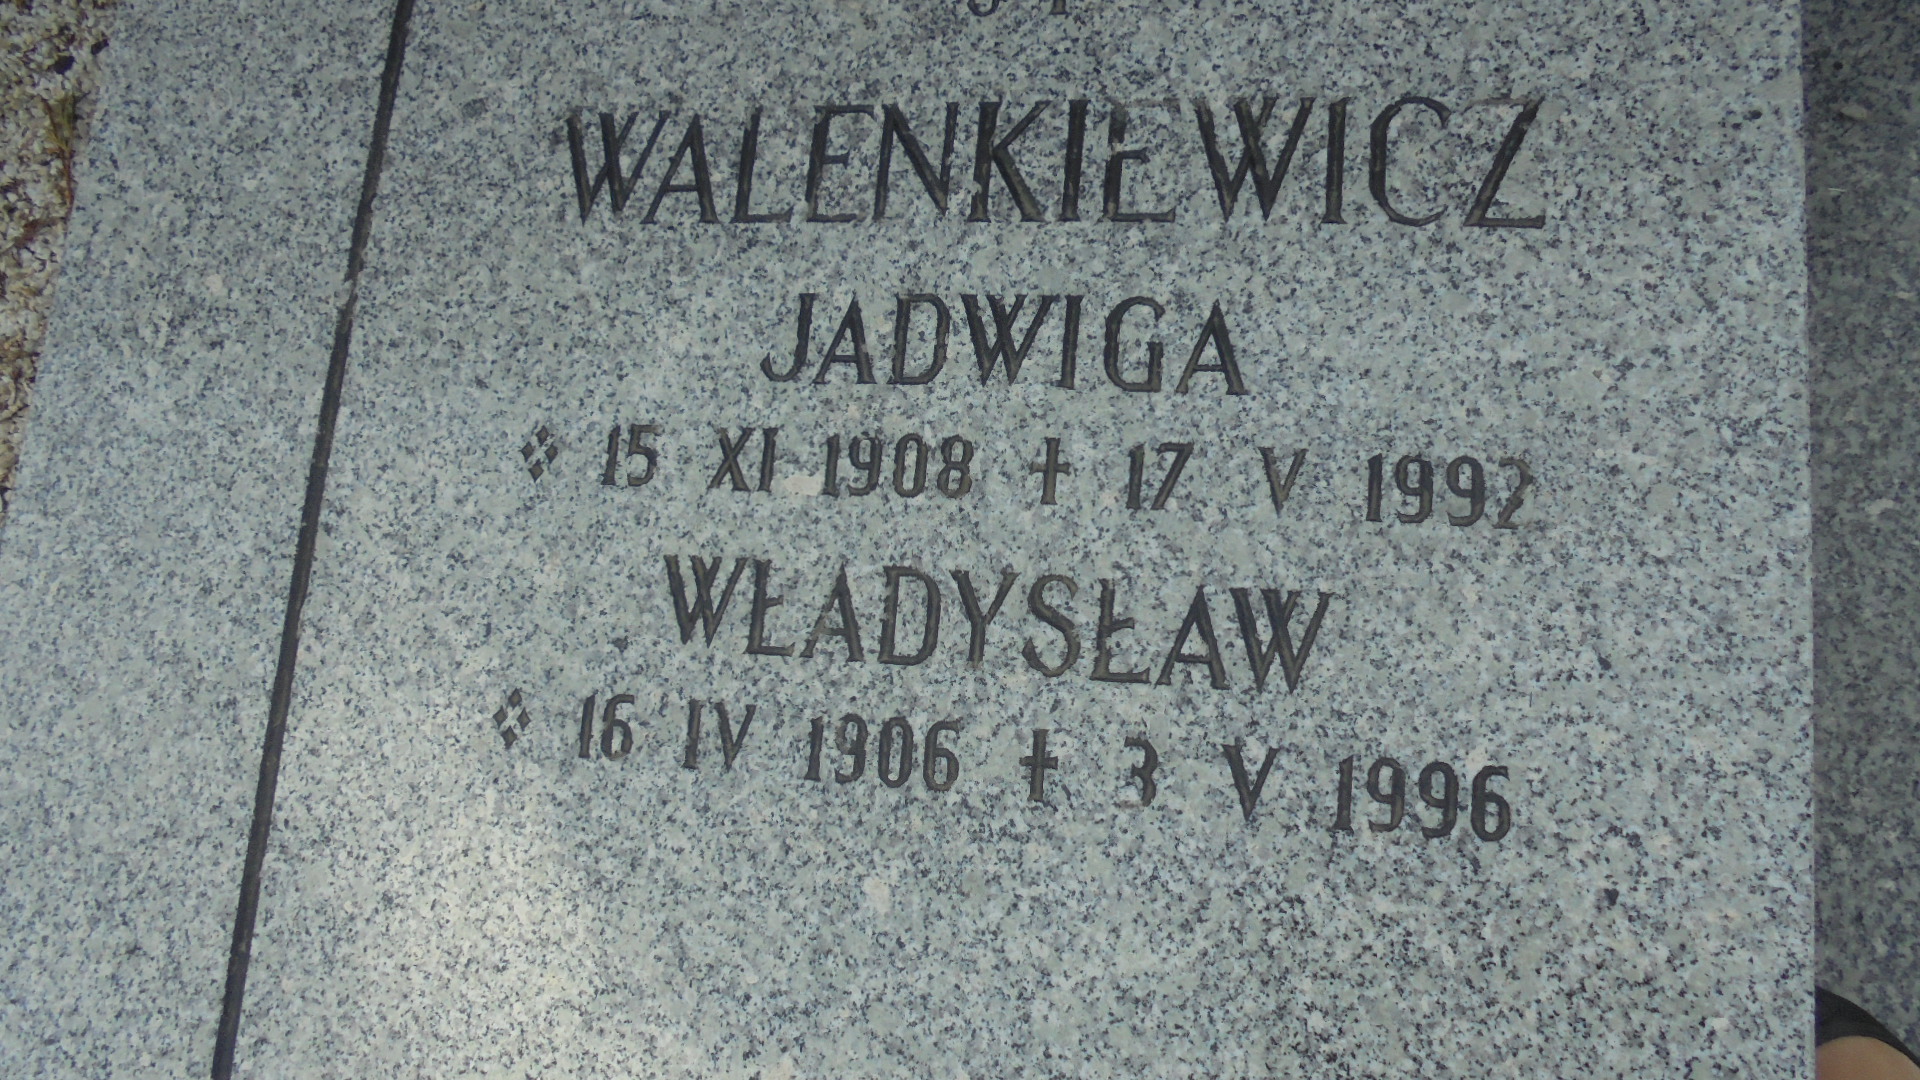 WALENKIEWICZ
JADWIGA
15 XI 1908 † 17 V 1992
WŁADYSŁAW
16 IV 1906 † 3 V 1996